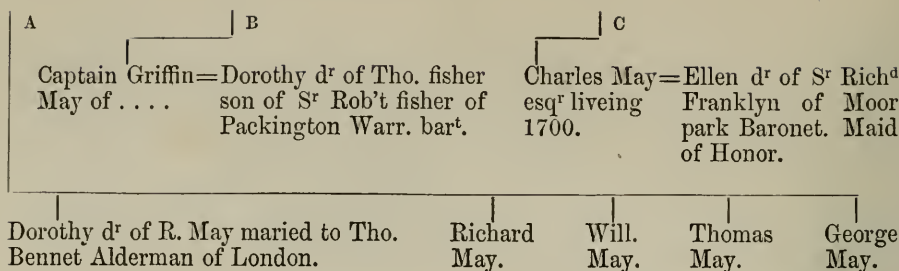 A
B
C
Captain Griffin=Dorothy dʳ of Tho. fisher
May of . . . .
son of Sʳ Rob't fisher of
Packington Warr. barᵗ.
Charles May=Ellen dʳ of Sʳ Richᵈ
esqʳ liveing
1700.
Franklyn of Moor
park Baronet. Maid
of Honor.
Dorothy dʳ of R. May maried to Tho.
Bennet Alderman of London.
Richard
May.
Will.
May.
Thomas
May.
George
May.